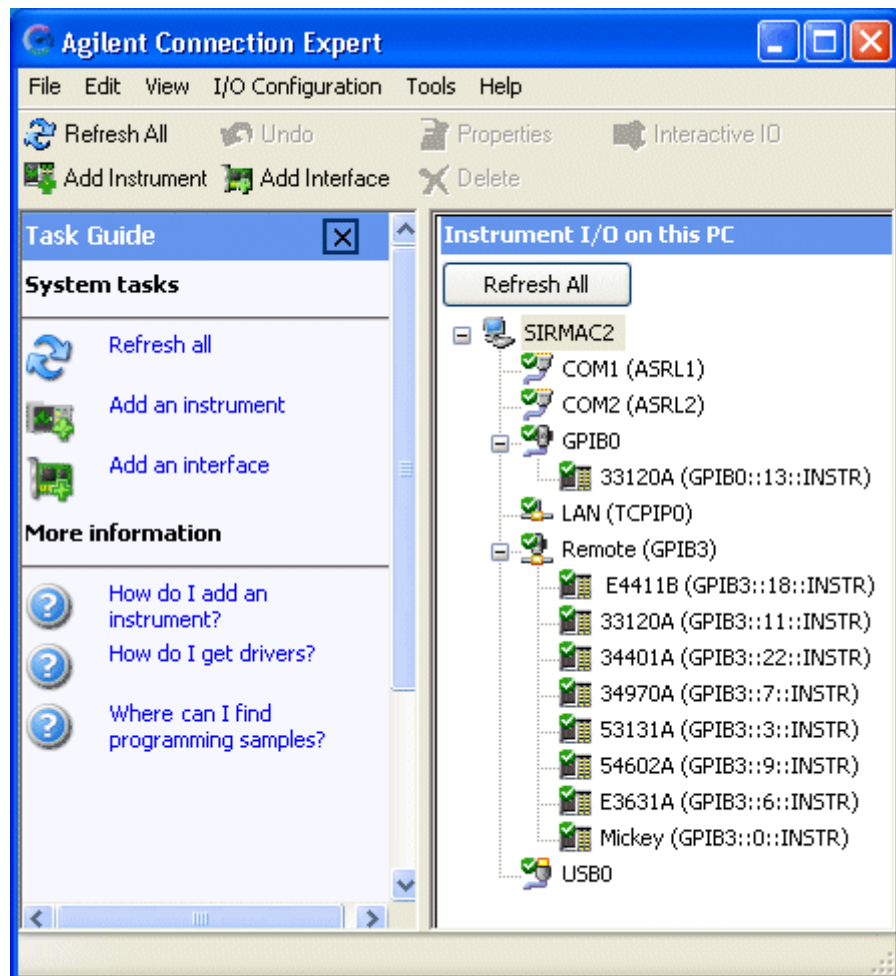 Agilent Connection Expert
File Edit View I/O Configuration Tools Help
Refresh All Undo Properties Interactive IO
Add Instrument Add Interface Delete
Task Guide
System tasks
Refresh all
Add an instrument
Add an interface
More information
How do I add an
instrument?
How do I get drivers?
Where can I find
programming samples?
Instrument I/O on this PC
Refresh All
SIRMAC2
COM1 (ASRL1)
COM2 (ASRL2)
GPIB0
33120A (GPIB0::13::INSTR)
LAN (TCPIP0)
Remote (GPIB3)
E4411B (GPIB3::18::INSTR)
33120A (GPIB3::11::INSTR)
34401A (GPIB3::22::INSTR)
34970A (GPIB3::7::INSTR)
53131A (GPIB3::3::INSTR)
54602A (GPIB3::9::INSTR)
E3631A (GPIB3::6::INSTR)
Mickey (GPIB3::0::INSTR)
USB0